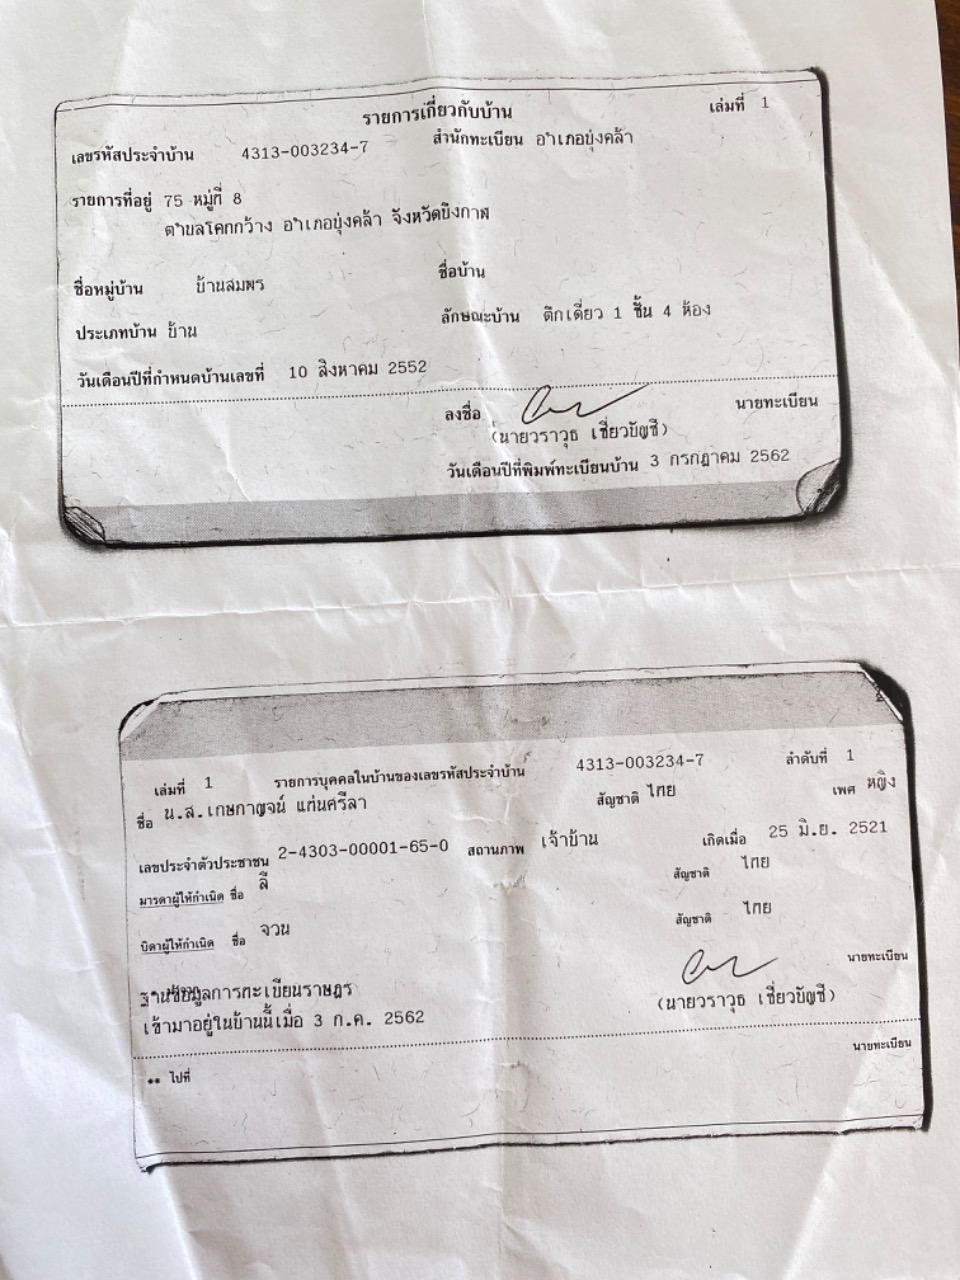 รายการเกี่ยวกับบ้าน เล่มที่ 1
เลขรหัสประจำบ้าน 4313-003234-7 สำนักทะเบียน อำเภอบุ่งคล้า
รายการที่อยู่ 75 หมู่ที่ 8
ตำบลโคกกว้าง อำเภอบุ่งคล้า จังหวัดบึงกาฬ
ชื่อหมู่บ้าน บ้านสมพร ชื่อบ้าน
ประเภทบ้าน บ้าน ลักษณะบ้าน ตึกเดี่ยว 1 ชั้น 4 ห้อง
วันเดือนปีที่กำหนดบ้านเลขที่ 10 สิงหาคม 2552
ลงชื่อ นายทะเบียน
(นายวราวุธ เชี่ยวบัญชี)
วันเดือนปีที่พิมพ์ทะเบียนบ้าน 3 กรกฎาคม 2562
เล่มที่ 1 รายการบุคคลในบ้านของเลขรหัสประจำบ้าน 4313-003234-7 ลำดับที่ 1
ชื่อ น.ส.เกษกาญจน์ แก่นศรีลา สัญชาติ ไทย เพศ หญิง
เลขประจำตัวประชาชน 2-4303-00001-65-0 สถานภาพ เจ้าบ้าน เกิดเมื่อ 25 มิ.ย. 2521
มารดาผู้ให้กำเนิด ชื่อ ลี สัญชาติ ไทย
บิดาผู้ให้กำเนิด ชื่อ จวน สัญชาติ ไทย
นายทะเบียน
ฐานข้อมูลการทะเบียนราษฎร (นายวราวุธ เชี่ยวบัญชี)
เข้ามาอยู่ในบ้านนี้เมื่อ 3 ก.ค. 2562
นายทะเบียน
** ไปที่